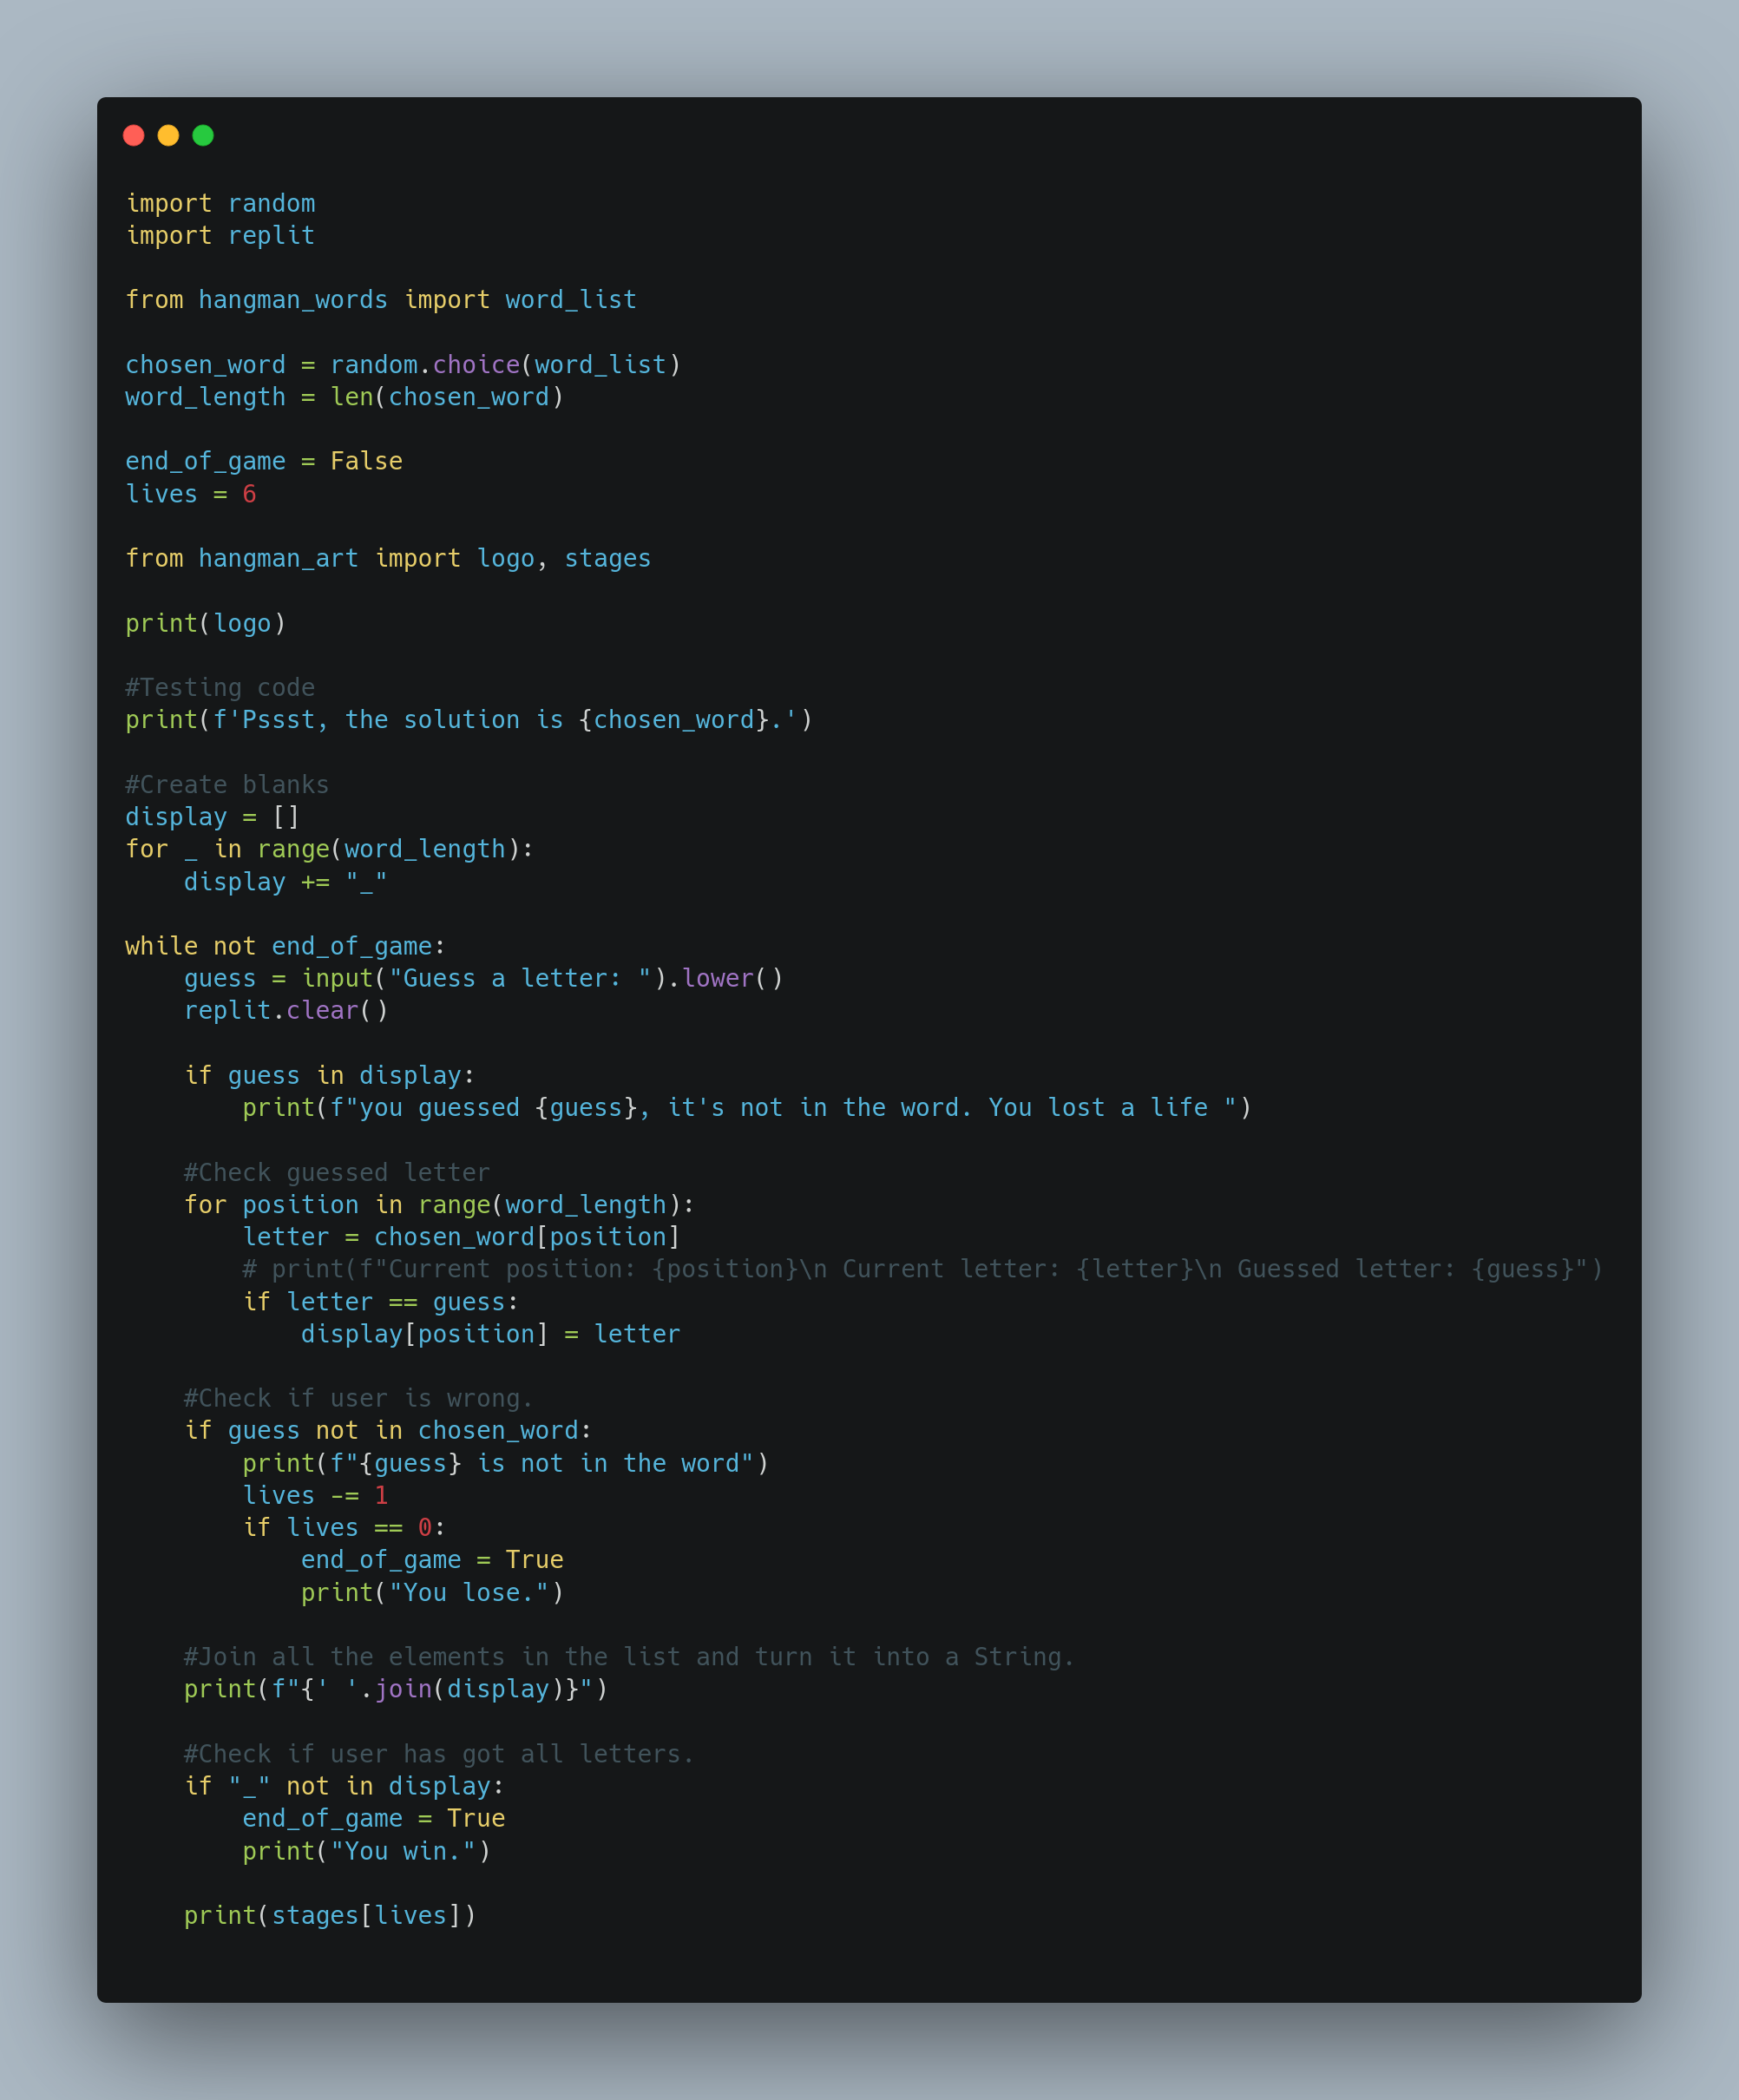 import random
import replit

from hangman_words import word_list

chosen_word = random.choice(word_list)
word_length = len(chosen_word)

end_of_game = False
lives = 6

from hangman_art import logo, stages

print(logo)

#Testing code
print(f'Pssst, the solution is {chosen_word}.')

#Create blanks
display = []
for _ in range(word_length):
    display += "_"

while not end_of_game:
    guess = input("Guess a letter: ").lower()
    replit.clear()

    if guess in display:
        print(f"you guessed {guess}, it's not in the word. You lost a life ")

    #Check guessed letter
    for position in range(word_length):
        letter = chosen_word[position]
        # print(f"Current position: {position}\n Current letter: {letter}\n Guessed letter: {guess}")
        if letter == guess:
            display[position] = letter

    #Check if user is wrong.
    if guess not in chosen_word:
        print(f"{guess} is not in the word")
        lives -= 1
        if lives == 0:
            end_of_game = True
            print("You lose.")

    #Join all the elements in the list and turn it into a String.
    print(f"{' '.join(display)}")

    #Check if user has got all letters.
    if "_" not in display:
        end_of_game = True
        print("You win.")

    print(stages[lives])